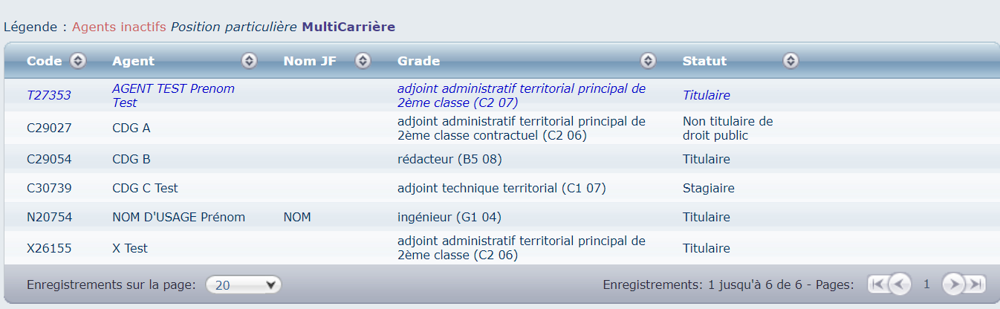 Légende : Agents inactifs Position particulière MultiCarrière
Code Agent Nom JF Grade Statut
T27353 AGENT TEST Prenom Test adjoint administratif territorial principal de 2ème classe (C2 07) Titulaire
C29027 CDG A adjoint administratif territorial principal de 2ème classe contractuel (C2 06) Non titulaire de droit public
C29054 CDG B rédacteur (B5 08) Titulaire
C30739 CDG C Test adjoint technique territorial (C1 07) Stagiaire
N20754 NOM D'USAGE Prénom NOM ingénieur (G1 04) Titulaire
X26155 X Test adjoint administratif territorial principal de 2ème classe (C2 06) Titulaire
Enregistrements sur la page: 20 Enregistrements: 1 jusqu'à 6 de 6 - Pages: 1